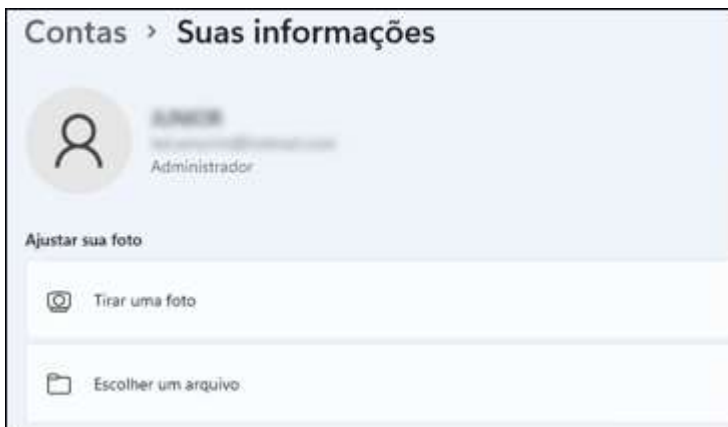 Contas > Suas informações
Administrador
Ajustar sua foto
Tirar uma foto
Escolher um arquivo